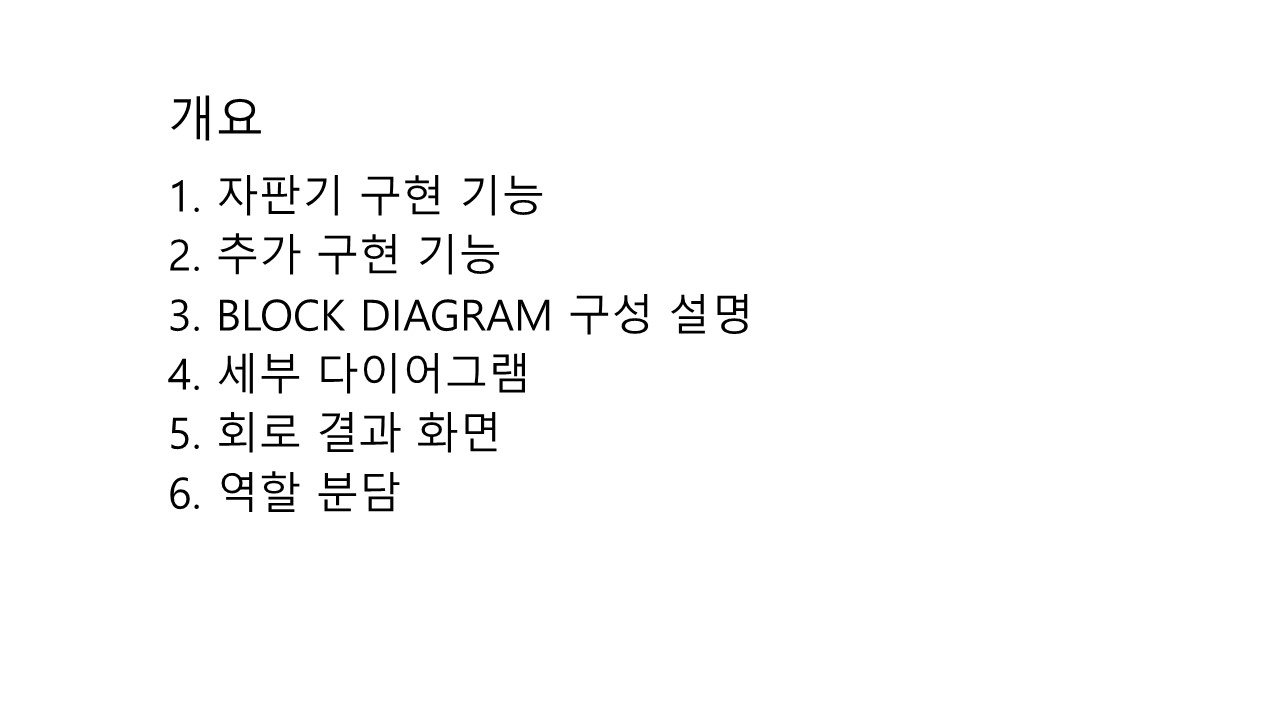 개요
1. 자판기 구현 기능
2. 추가 구현 기능
3. BLOCK DIAGRAM 구성 설명
4. 세부 다이어그램
5. 회로 결과 화면
6. 역할 분담